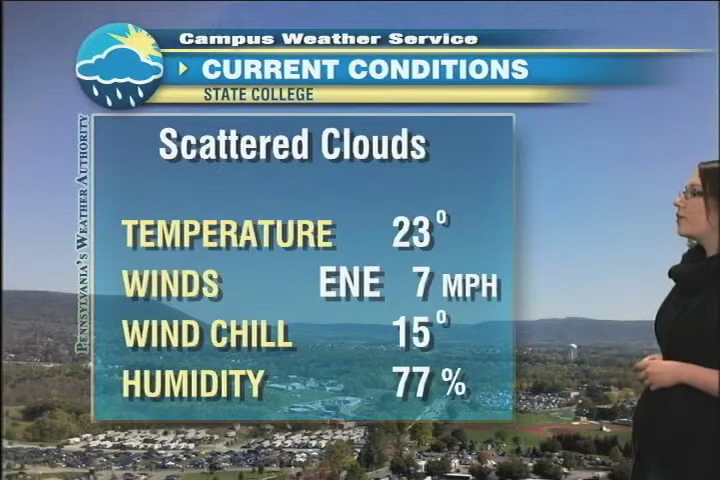 Campus Weather Service
CURRENT CONDITIONS
STATE COLLEGE
PENNSYLVANIA'S WEATHER AUTHORITY
Scattered Clouds
TEMPERATURE 23°
WINDS ENE 7 MPH
WIND CHILL 15°
HUMIDITY 77 %